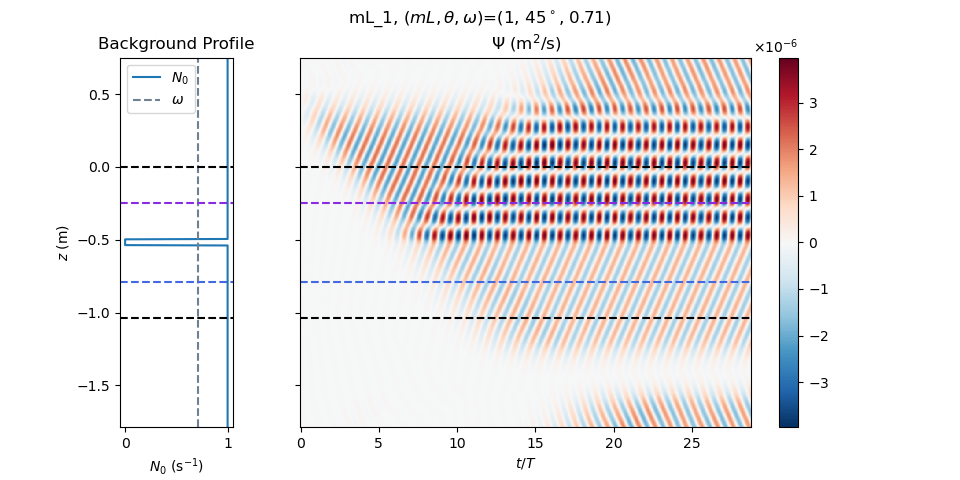 mL_1, (mL, θ, ω)=(1, 45°, 0.71)
Background Profile
Ψ (m²/s)
×10⁻⁶
N₀
ω
0.5
0.0
−0.5
−1.0
−1.5
z (m)
0 1
N₀ (s⁻¹)
0 5 10 15 20 25
t/T
3
2
1
0
−1
−2
−3